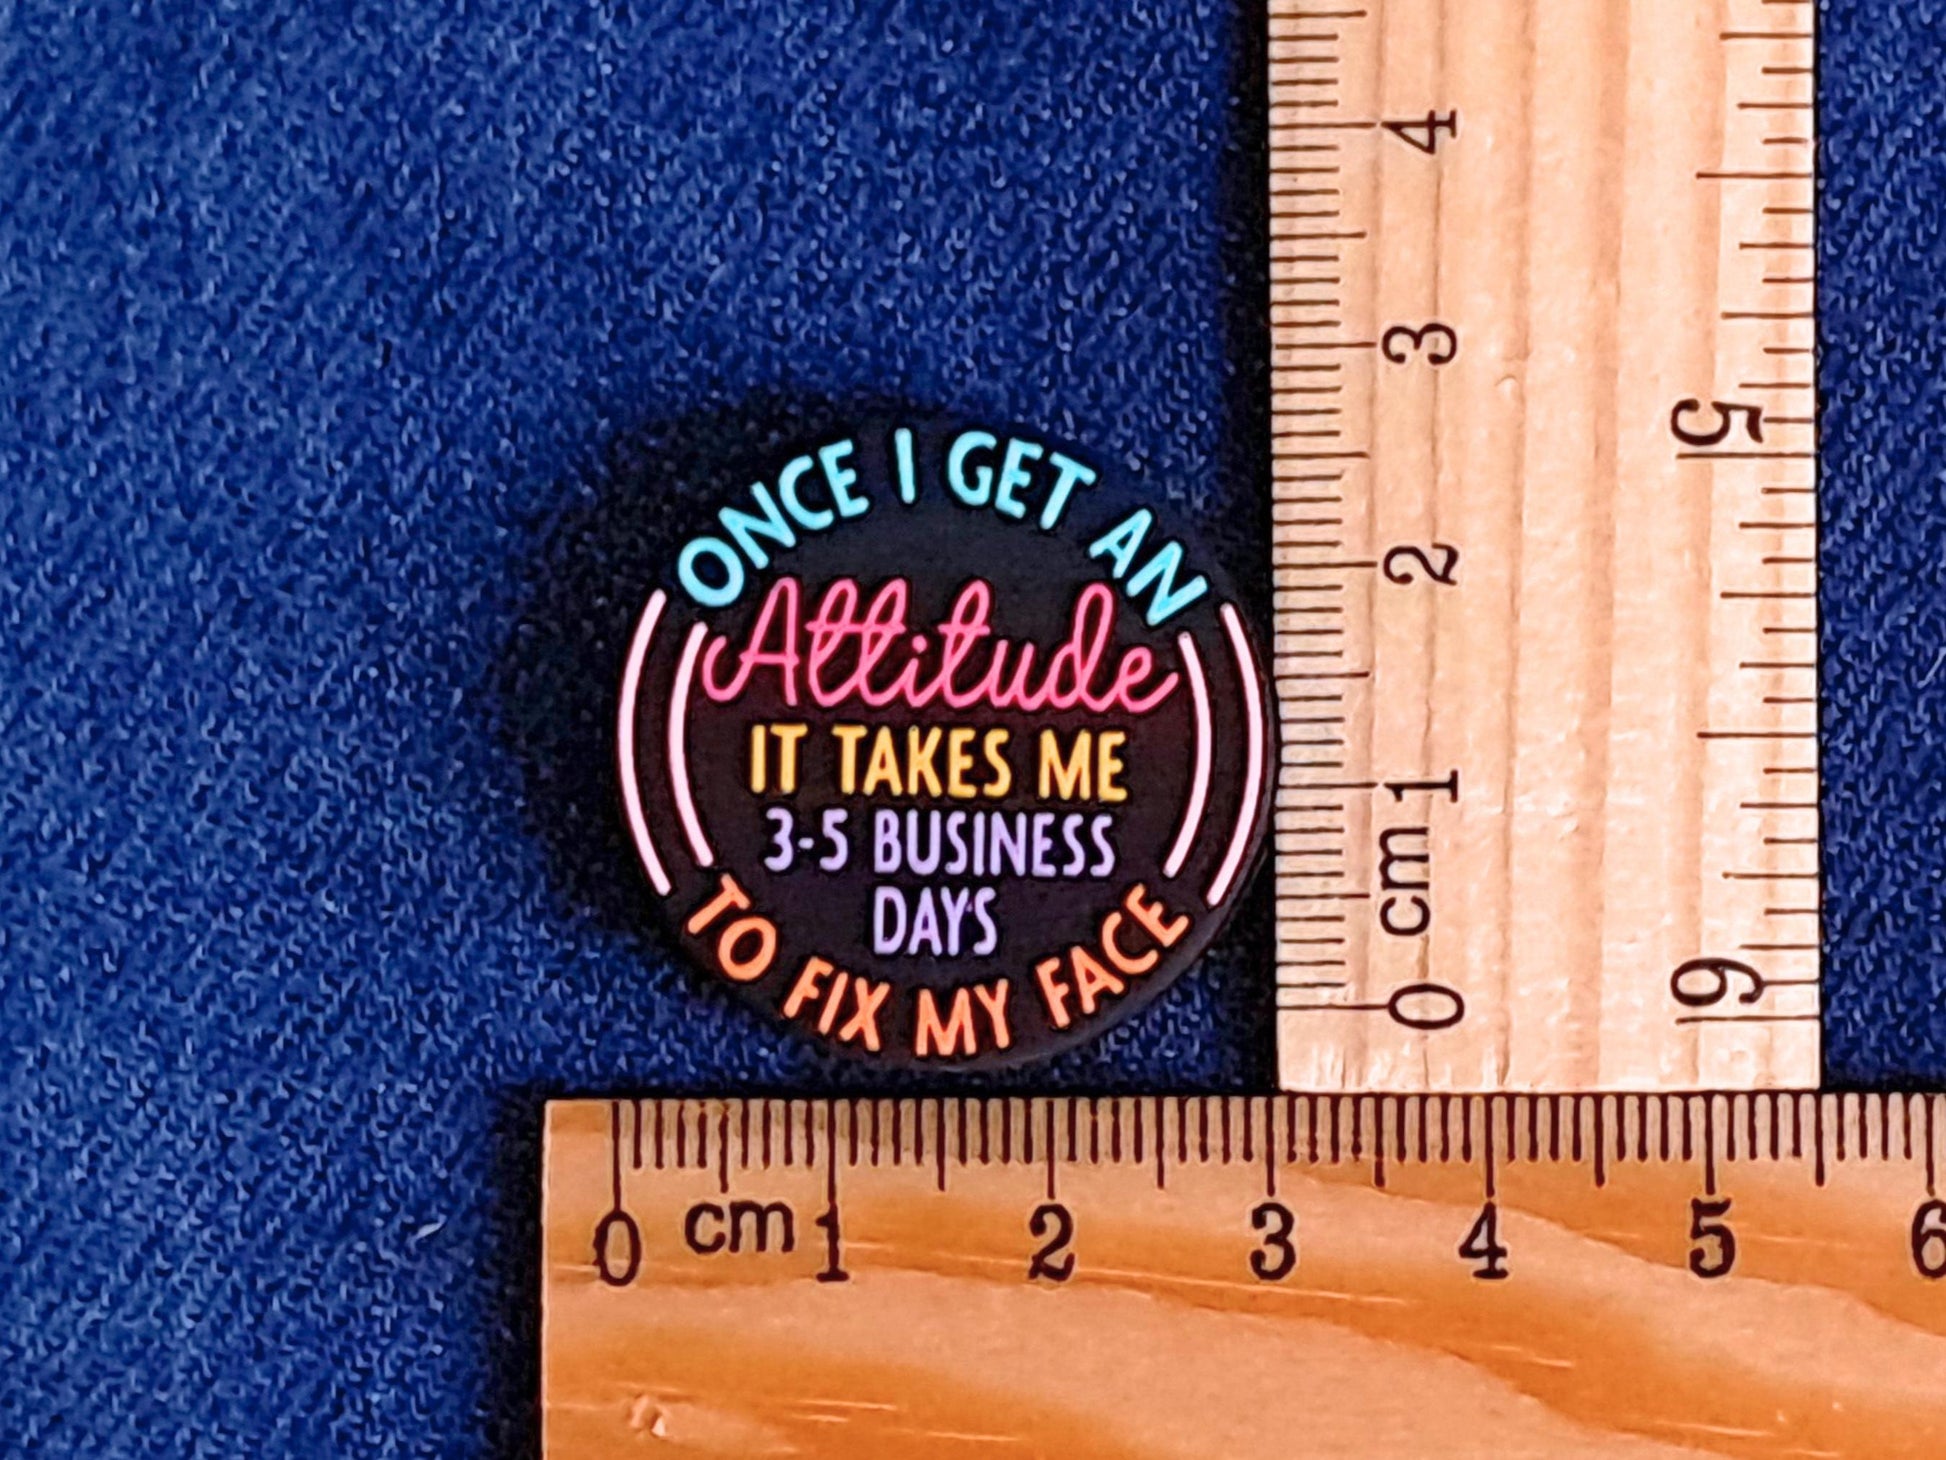 ONCE I GET AN
Attitude
IT TAKES ME
3-5 BUSINESS
DAYS
TO FIX MY FACE
4
3
2
1
cm
0
5
6
0 cm 1 2 3 4 5 6